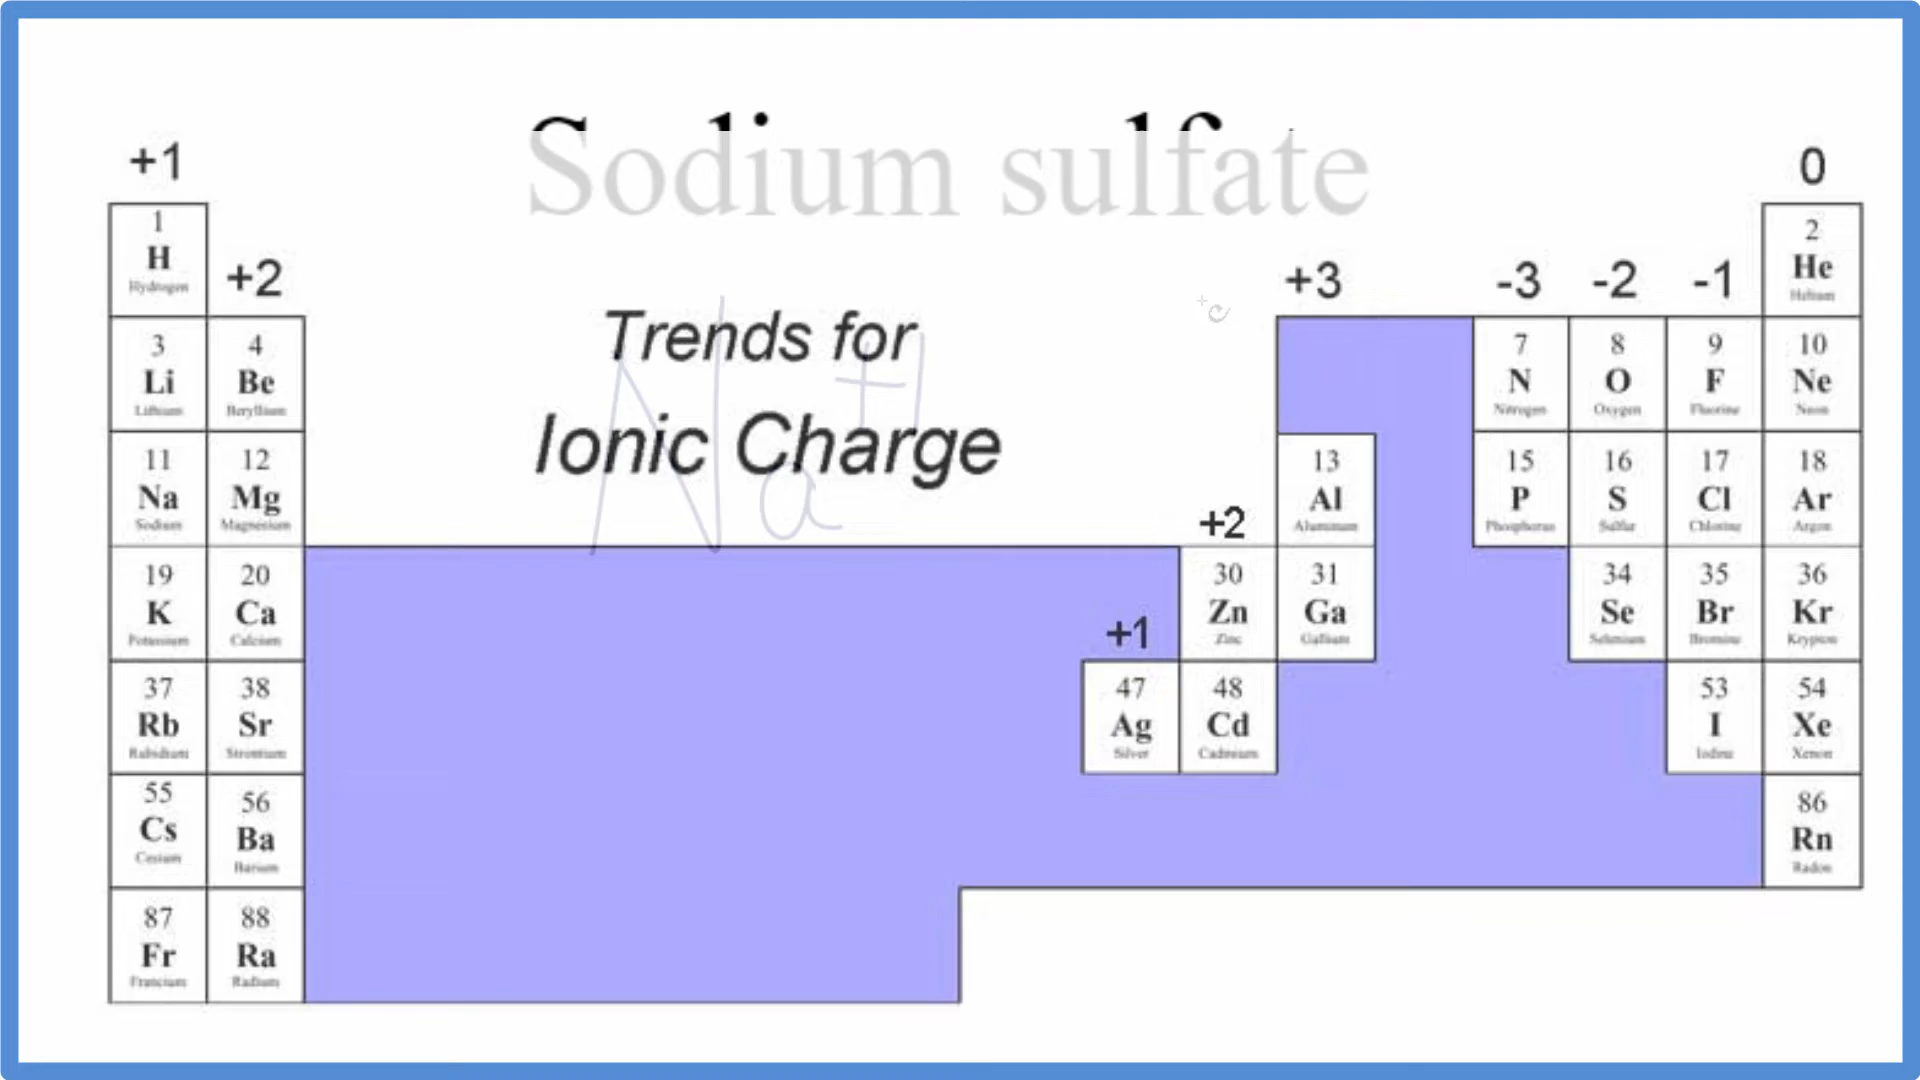 Sodium sulfate
+1
0
1
H
Hydrogen
+2
2
He
Helium
+3
-3
-2
-1
Trends for
Ionic Charge
Na +1
3
Li
Lithium
4
Be
Beryllium
7
N
Nitrogen
8
O
Oxygen
9
F
Fluorine
10
Ne
Neon
11
Na
Sodium
12
Mg
Magnesium
13
Al
Aluminum
15
P
Phosphorus
16
S
Sulfur
17
Cl
Chlorine
18
Ar
Argon
+2
19
K
Potassium
20
Ca
Calcium
30
Zn
Zinc
31
Ga
Gallium
34
Se
Selenium
35
Br
Bromine
36
Kr
Krypton
+1
37
Rb
Rubidium
38
Sr
Strontium
47
Ag
Silver
48
Cd
Cadmium
53
I
Iodine
54
Xe
Xenon
55
Cs
Cesium
56
Ba
Barium
86
Rn
Radon
87
Fr
Francium
88
Ra
Radium